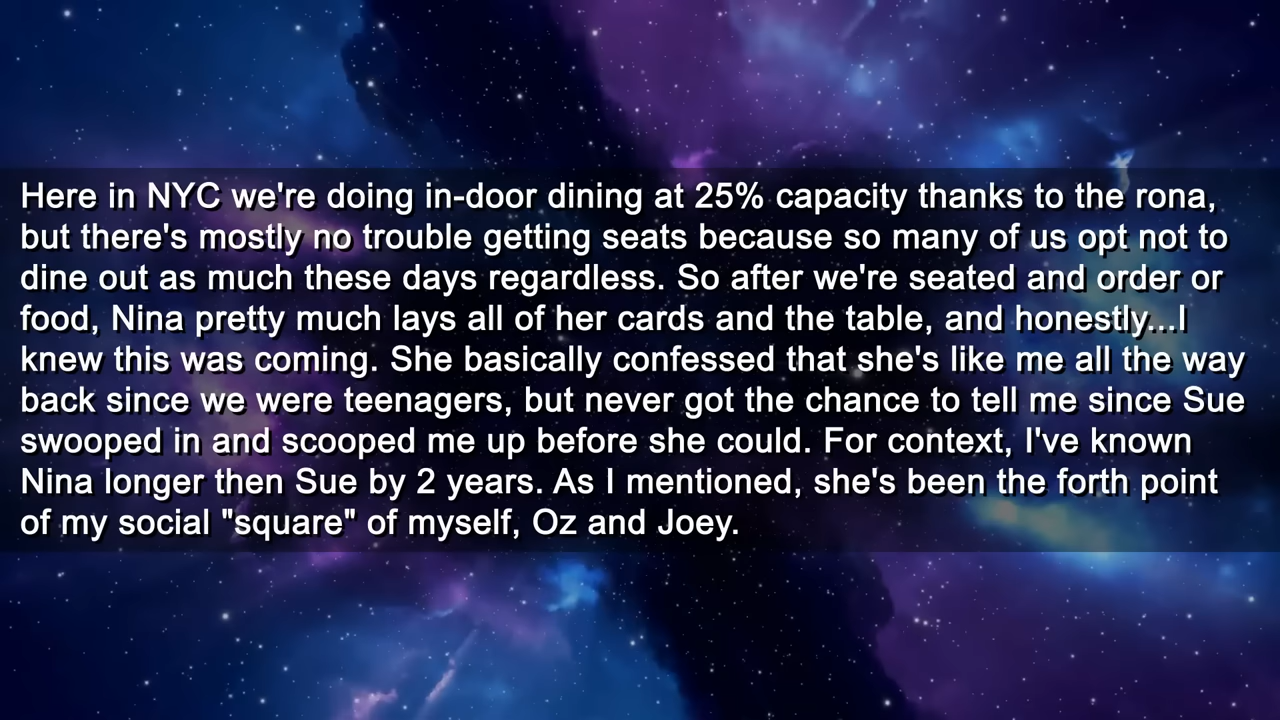 Here in NYC we're doing in-door dining at 25% capacity thanks to the rona,
but there's mostly no trouble getting seats because so many of us opt not to
dine out as much these days regardless. So after we're seated and order or
food, Nina pretty much lays all of her cards and the table, and honestly...I
knew this was coming. She basically confessed that she's like me all the way
back since we were teenagers, but never got the chance to tell me since Sue
swooped in and scooped me up before she could. For context, I've known
Nina longer then Sue by 2 years. As I mentioned, she's been the forth point
of my social "square" of myself, Oz and Joey.